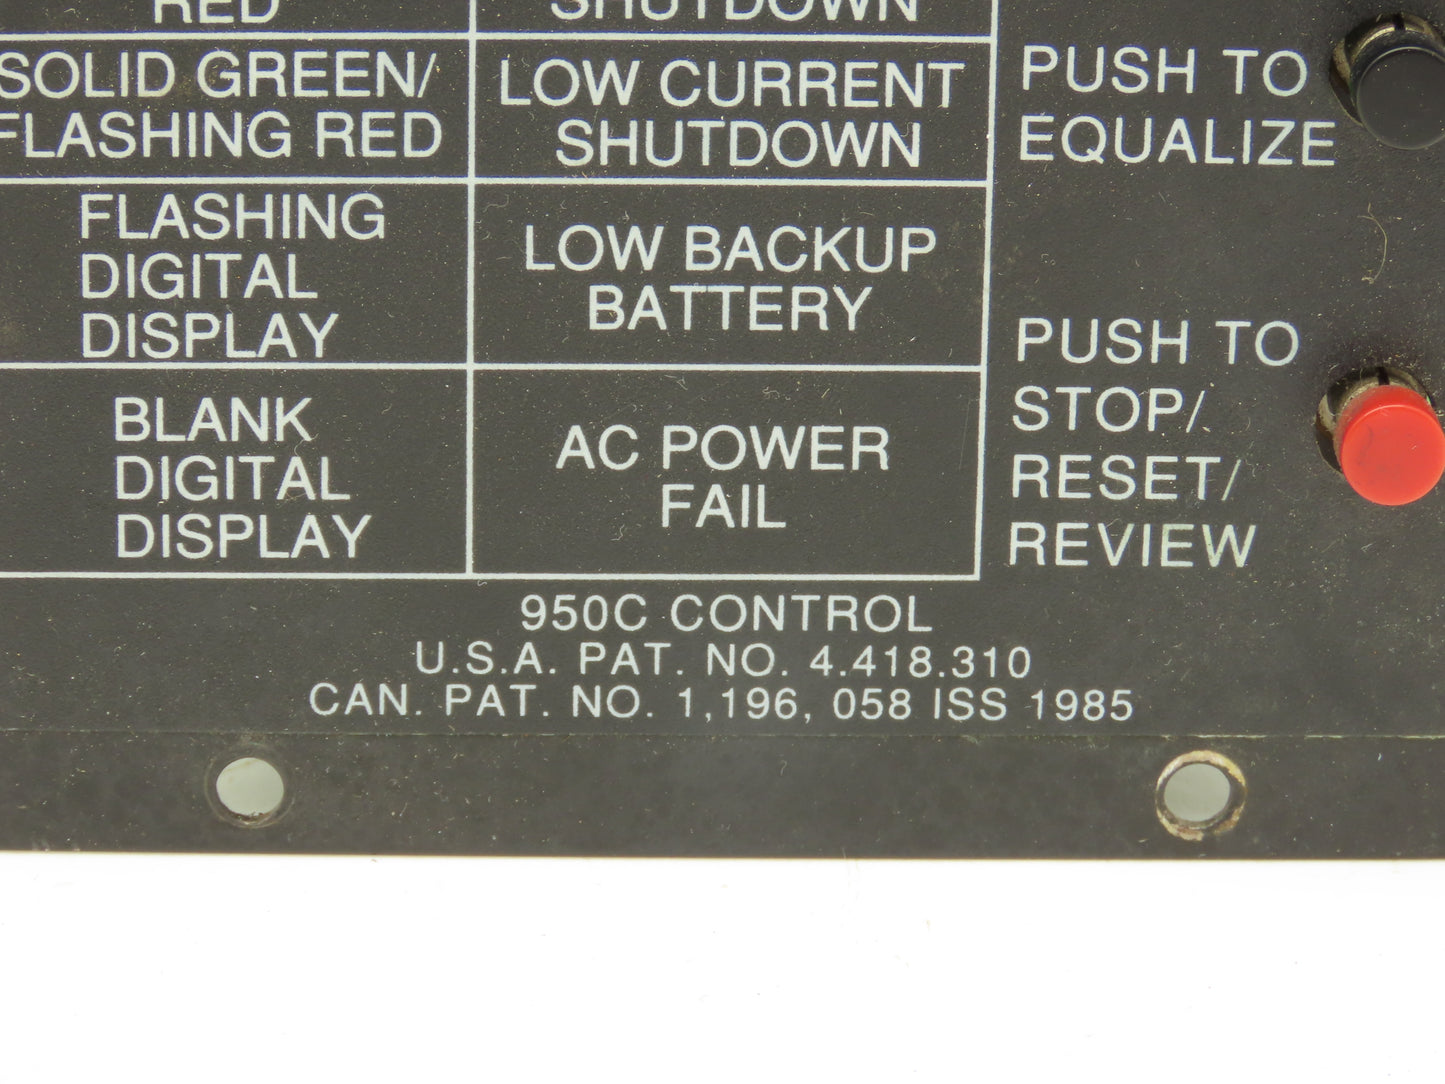 RED
SHUTDOWN
SOLID GREEN/
FLASHING RED
LOW CURRENT
SHUTDOWN
FLASHING
DIGITAL
DISPLAY
LOW BACKUP
BATTERY
BLANK
DIGITAL
DISPLAY
AC POWER
FAIL
PUSH TO
EQUALIZE
PUSH TO
STOP/
RESET/
REVIEW
950C CONTROL
U.S.A. PAT. NO. 4.418.310
CAN. PAT. NO. 1,196, 058 ISS 1985